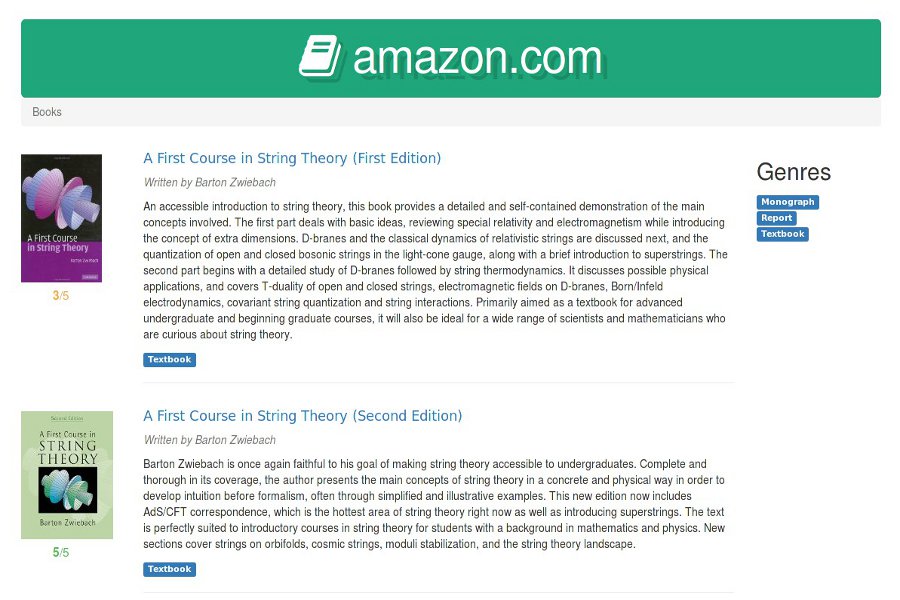 amazon.com
Books
A First Course in String Theory (First Edition)
Written by Barton Zwiebach
An accessible introduction to string theory, this book provides a detailed and self-contained demonstration of the main
concepts involved. The first part deals with basic ideas, reviewing special relativity and electromagnetism while introducing
the concept of extra dimensions. D-branes and the classical dynamics of relativistic strings are discussed next, and the
quantization of open and closed bosonic strings in the light-cone gauge, along with a brief introduction to superstrings. The
second part begins with a detailed study of D-branes followed by string thermodynamics. It discusses possible physical
applications, and covers T-duality of open and closed strings, electromagnetic fields on D-branes, Born/Infeld
electrodynamics, covariant string quantization and string interactions. Primarily aimed as a textbook for advanced
undergraduate and beginning graduate courses, it will also be ideal for a wide range of scientists and mathematicians who
are curious about string theory.
Textbook
A First Course
in String Theory
Barton Zwiebach
3/5
Genres
Monograph
Report
Textbook
A First Course in String Theory (Second Edition)
Written by Barton Zwiebach
Barton Zwiebach is once again faithful to his goal of making string theory accessible to undergraduates. Complete and
thorough in its coverage, the author presents the main concepts of string theory in a concrete and physical way in order to
develop intuition before formalism, often through simplified and illustrative examples. This new edition now includes
AdS/CFT correspondence, which is the hottest area of string theory right now as well as introducing superstrings. The text
is perfectly suited to introductory courses in string theory for students with a background in mathematics and physics. New
sections cover strings on orbifolds, cosmic strings, moduli stabilization, and the string theory landscape.
Textbook
Second Edition
A First Course in
STRING
THEORY
Barton Zwiebach
5/5